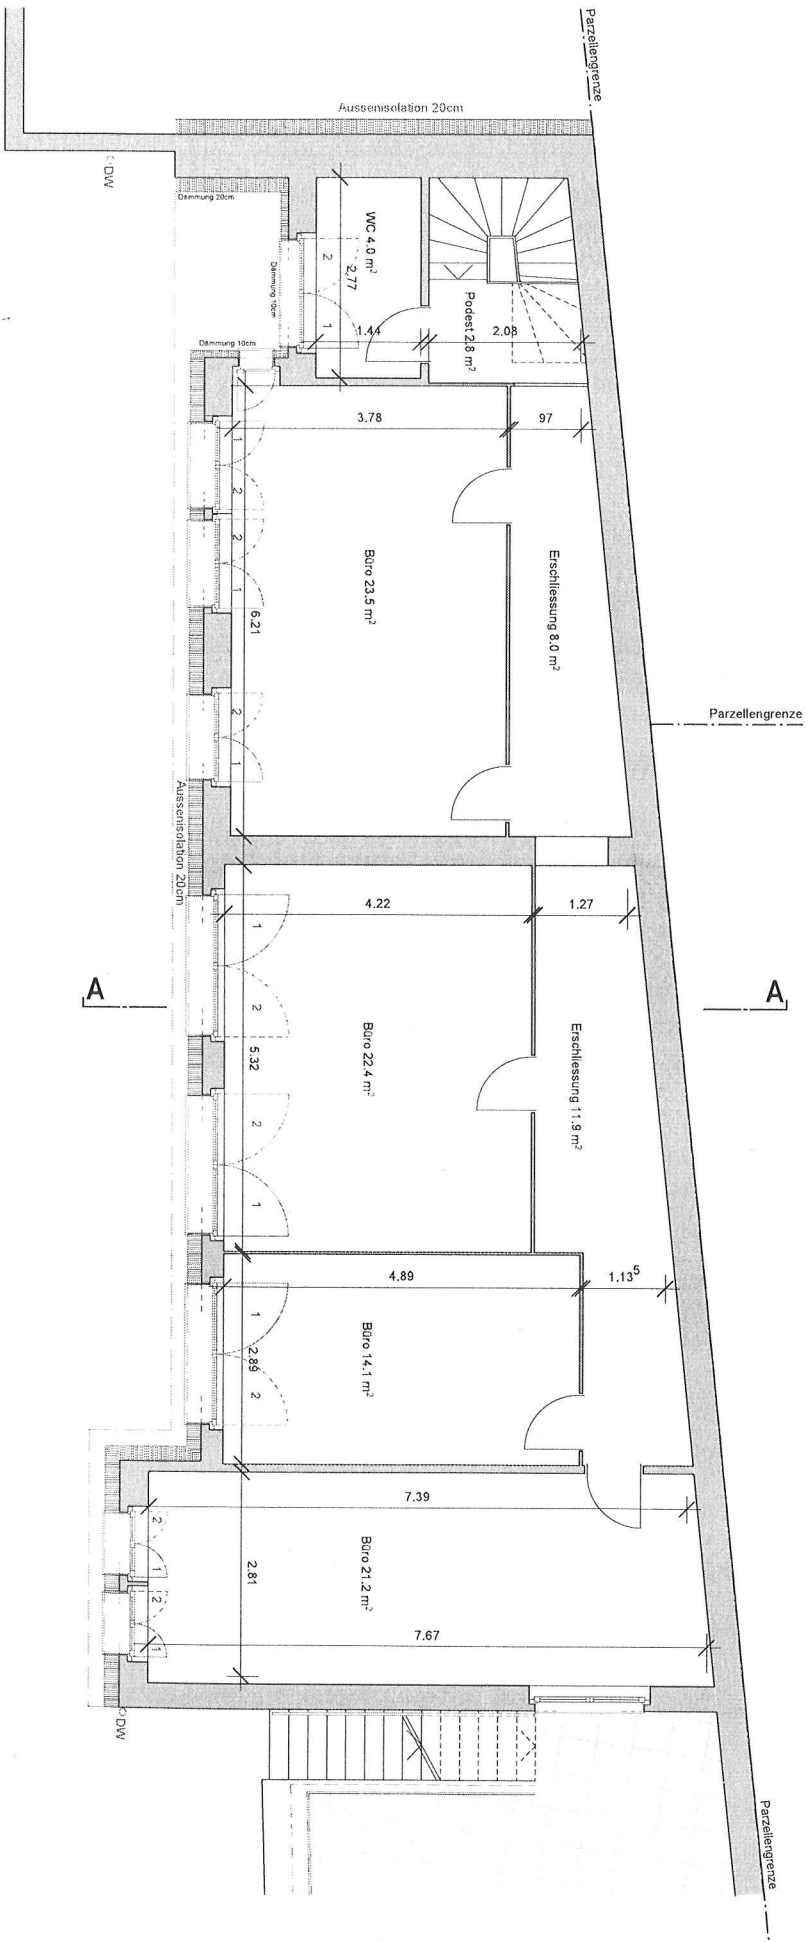 Parzellengrenze
Aussenisolation 20cm
DW
Dämmung 20cm
WC 4.0 m²
2
2.77
Dämmung 10cm
1
1.44
Podest 2.8 m²
2.08
Dämmung 10cm
3.78
97
1
2
2
1
Büro 23.5 m²
Erschliessung 8.0 m²
6.21
2
1
Parzellengrenze
Aussenisolation 20cm
4.22
1.27
1
2
A
A
Büro 22.4 m²
Erschliessung 11.9 m²
5.32
2
1
4.89
1.13⁵
1
Büro 14.1 m²
2.89
2
7.39
2
1
Büro 21.2 m²
2.81
2
1
7.67
DW
Parzellengrenze